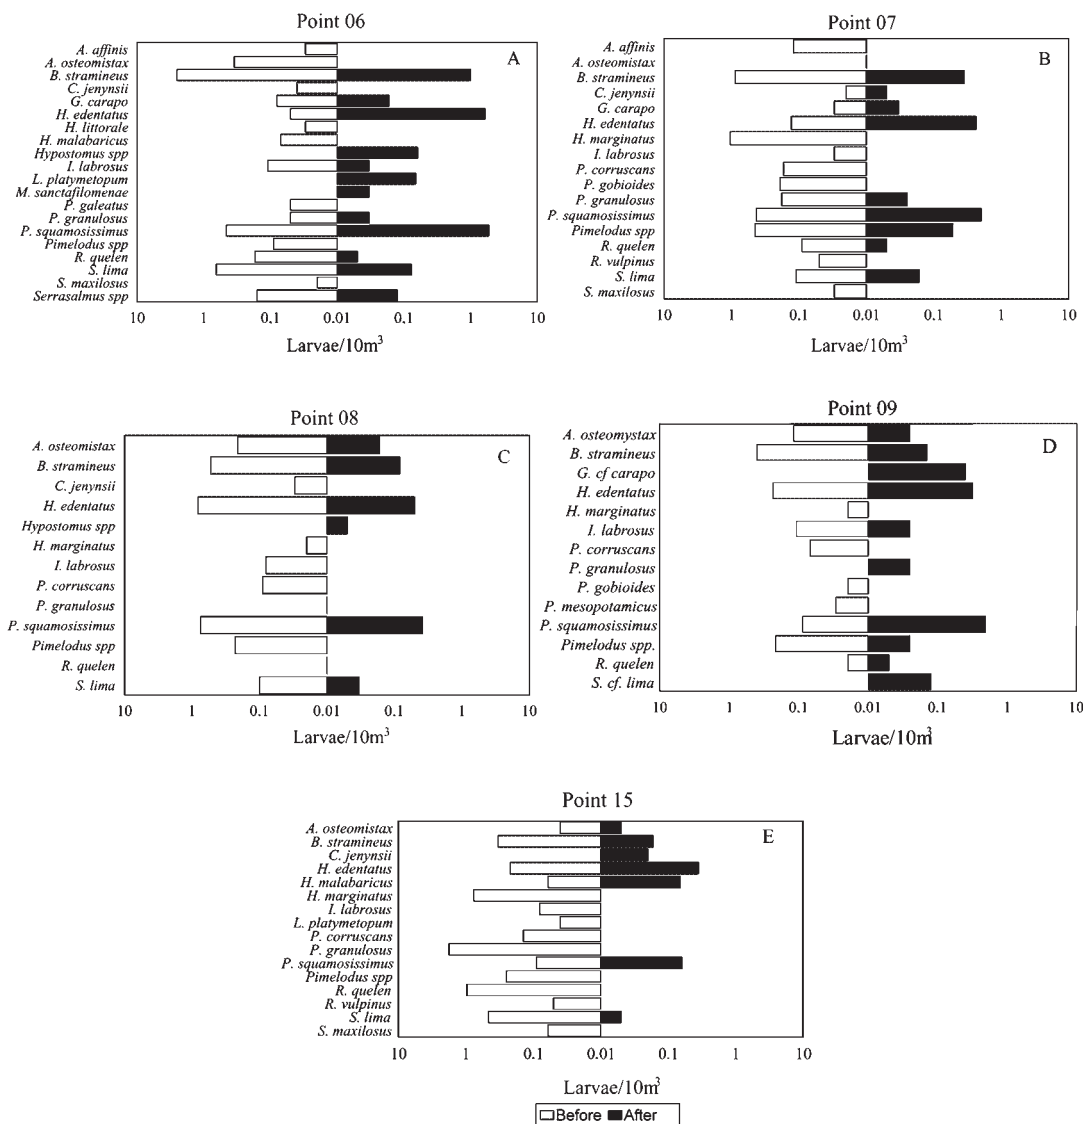 Point 06
A
A. affinis
A. osteomistax
B. stramineus
C. jenynsii
G. carapo
H. edentatus
H. littorale
H. malabaricus
Hypostomus spp
I. labrosus
L. platymetopum
M. sanctafilomenae
P. galeatus
P. granulosus
P. squamosissimus
Pimelodus spp
R. quelen
S. lima
S. maxilosus
Serrasalmus spp
10 1 0,1 0.01 0.1 1 10
Larvae/10m³
Point 07
B
A. affinis
A. osteomistax
B. stramineus
C. jenynsii
G. carapo
H. edentatus
H. marginatus
I. labrosus
P. corruscans
P. gobioides
P. granulosus
P. squamosissimus
Pimelodus spp
R. quelen
R. vulpinus
S. lima
S. maxilosus
10 1 0.1 0.01 0.1 1 10
Larvae/10m³
Point 08
C
A. osteomistax
B. stramineus
C. jenynsii
H. edentatus
Hypostomus spp
H. marginatus
I. labrosus
P. corruscans
P. granulosus
P. squamosissimus
Pimelodus spp
R. quelen
S. lima
10 1 0.1 0.01 0.1 1 10
Larvae/10m³
Point 09
D
A. osteomystax
B. stramineus
G. cf carapo
H. edentatus
H. marginatus
I. labrosus
P. corruscans
P. granulosus
P. gobioides
P. mesopotamicus
P. squamosissimus
Pimelodus spp.
R. quelen
S. cf. lima
10 1 0.1 0.01 0.1 1 10
Larvae/10m³
Point 15
E
A. osteomistax
B. stramineus
C. jenynsii
H. edentatus
H. malabaricus
H. marginatus
I. labrosus
L. platymetopum
P. corruscans
P. granulosus
P. squamosissimus
Pimelodus spp
R. quelen
R. vulpinus
S. lima
S. maxilosus
10 1 0.1 0.01 0.1 1 10
Larvae/10m³
Before After